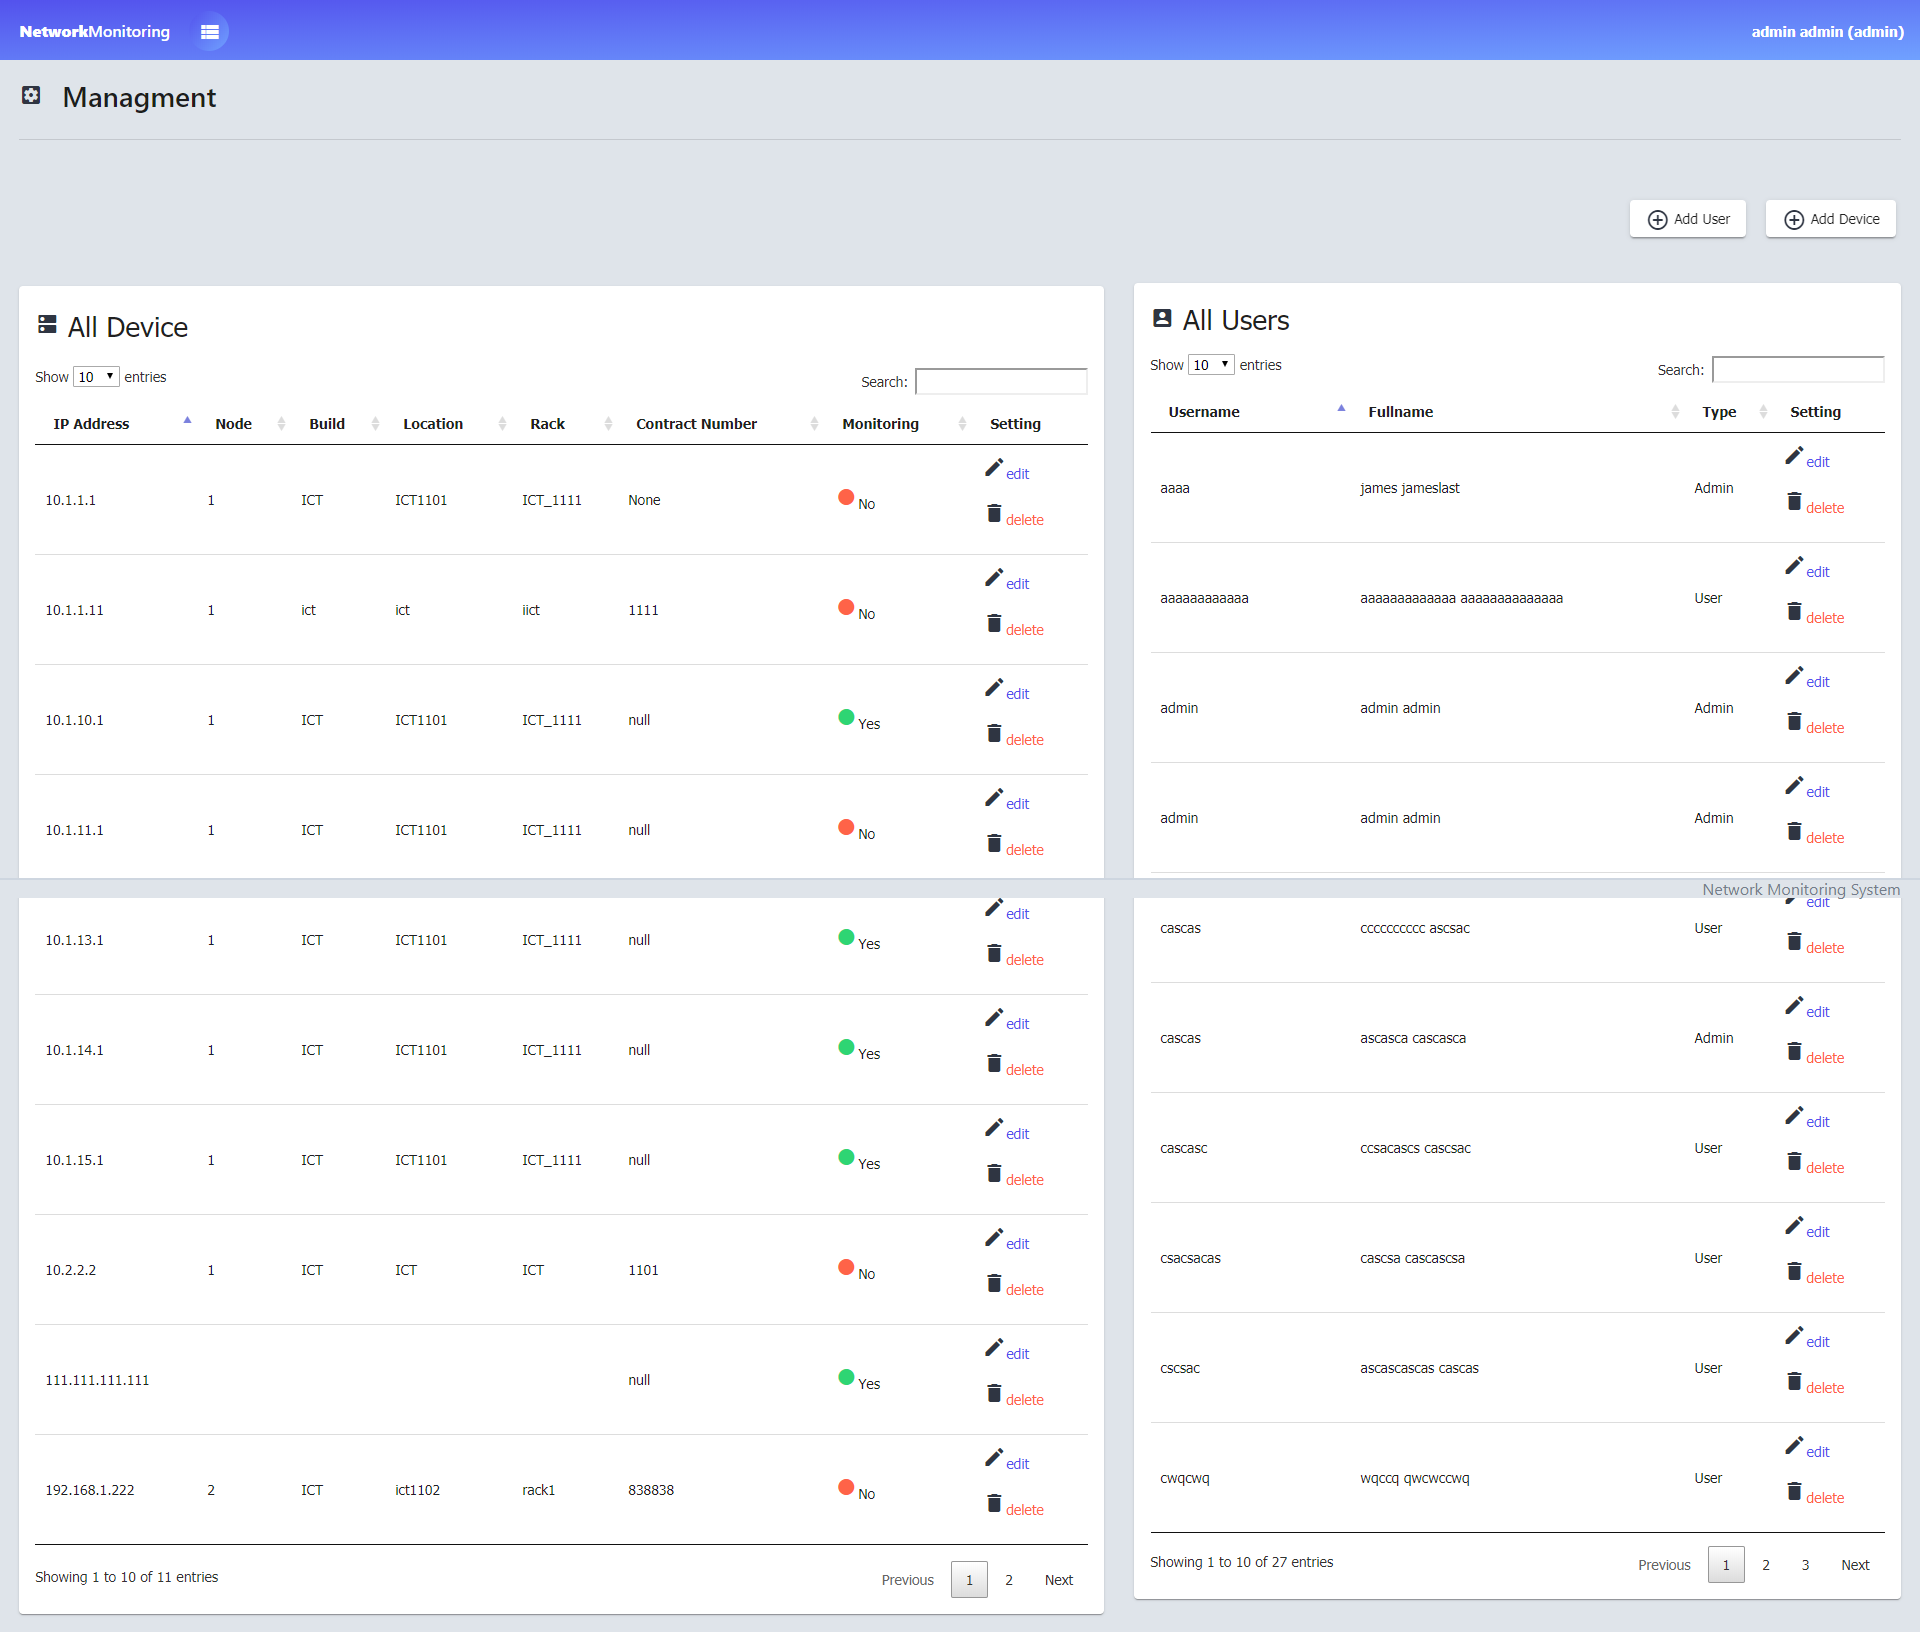 NetworkMonitoring
admin admin (admin)
Managment
Add User
Add Device
All Device
Show 10 entries
Search:
IP Address Node Build Location Rack Contract Number Monitoring Setting
10.1.1.1 1 ICT ICT1101 ICT_1111 None No edit delete
10.1.1.11 1 ict ict iict 1111 No edit delete
10.1.10.1 1 ICT ICT1101 ICT_1111 null Yes edit delete
10.1.11.1 1 ICT ICT1101 ICT_1111 null No edit delete
10.1.13.1 1 ICT ICT1101 ICT_1111 null Yes edit delete
10.1.14.1 1 ICT ICT1101 ICT_1111 null Yes edit delete
10.1.15.1 1 ICT ICT1101 ICT_1111 null Yes edit delete
10.2.2.2 1 ICT ICT ICT 1101 No edit delete
111.111.111.111 null Yes edit delete
192.168.1.222 2 ICT ict1102 rack1 838838 No edit delete
Showing 1 to 10 of 11 entries
Previous 1 2 Next
All Users
Show 10 entries
Search:
Username Fullname Type Setting
aaaa james jameslast Admin edit delete
aaaaaaaaaaaa aaaaaaaaaaaaa aaaaaaaaaaaaaa User edit delete
admin admin admin Admin edit delete
admin admin admin Admin edit delete
Network Monitoring System
cascas cccccccccc ascsac User edit delete
cascas ascasca cascasca Admin edit delete
cascasc ccsacascs cascsac User edit delete
csacsacas cascsa cascascsa User edit delete
cscsac ascascascas cascas User edit delete
cwqcwq wqccq qwcwccwq User edit delete
Showing 1 to 10 of 27 entries
Previous 1 2 3 Next